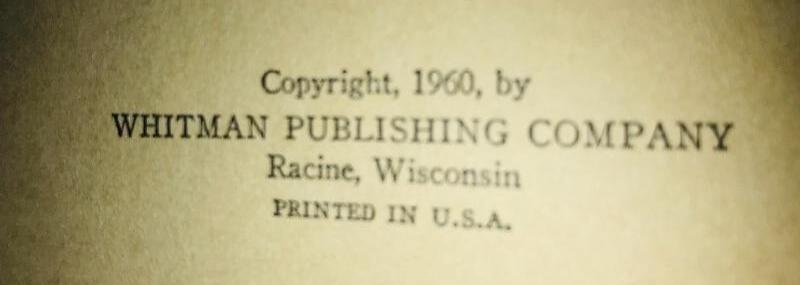 Copyright, 1960, by
WHITMAN PUBLISHING COMPANY
Racine, Wisconsin
PRINTED IN U.S.A.